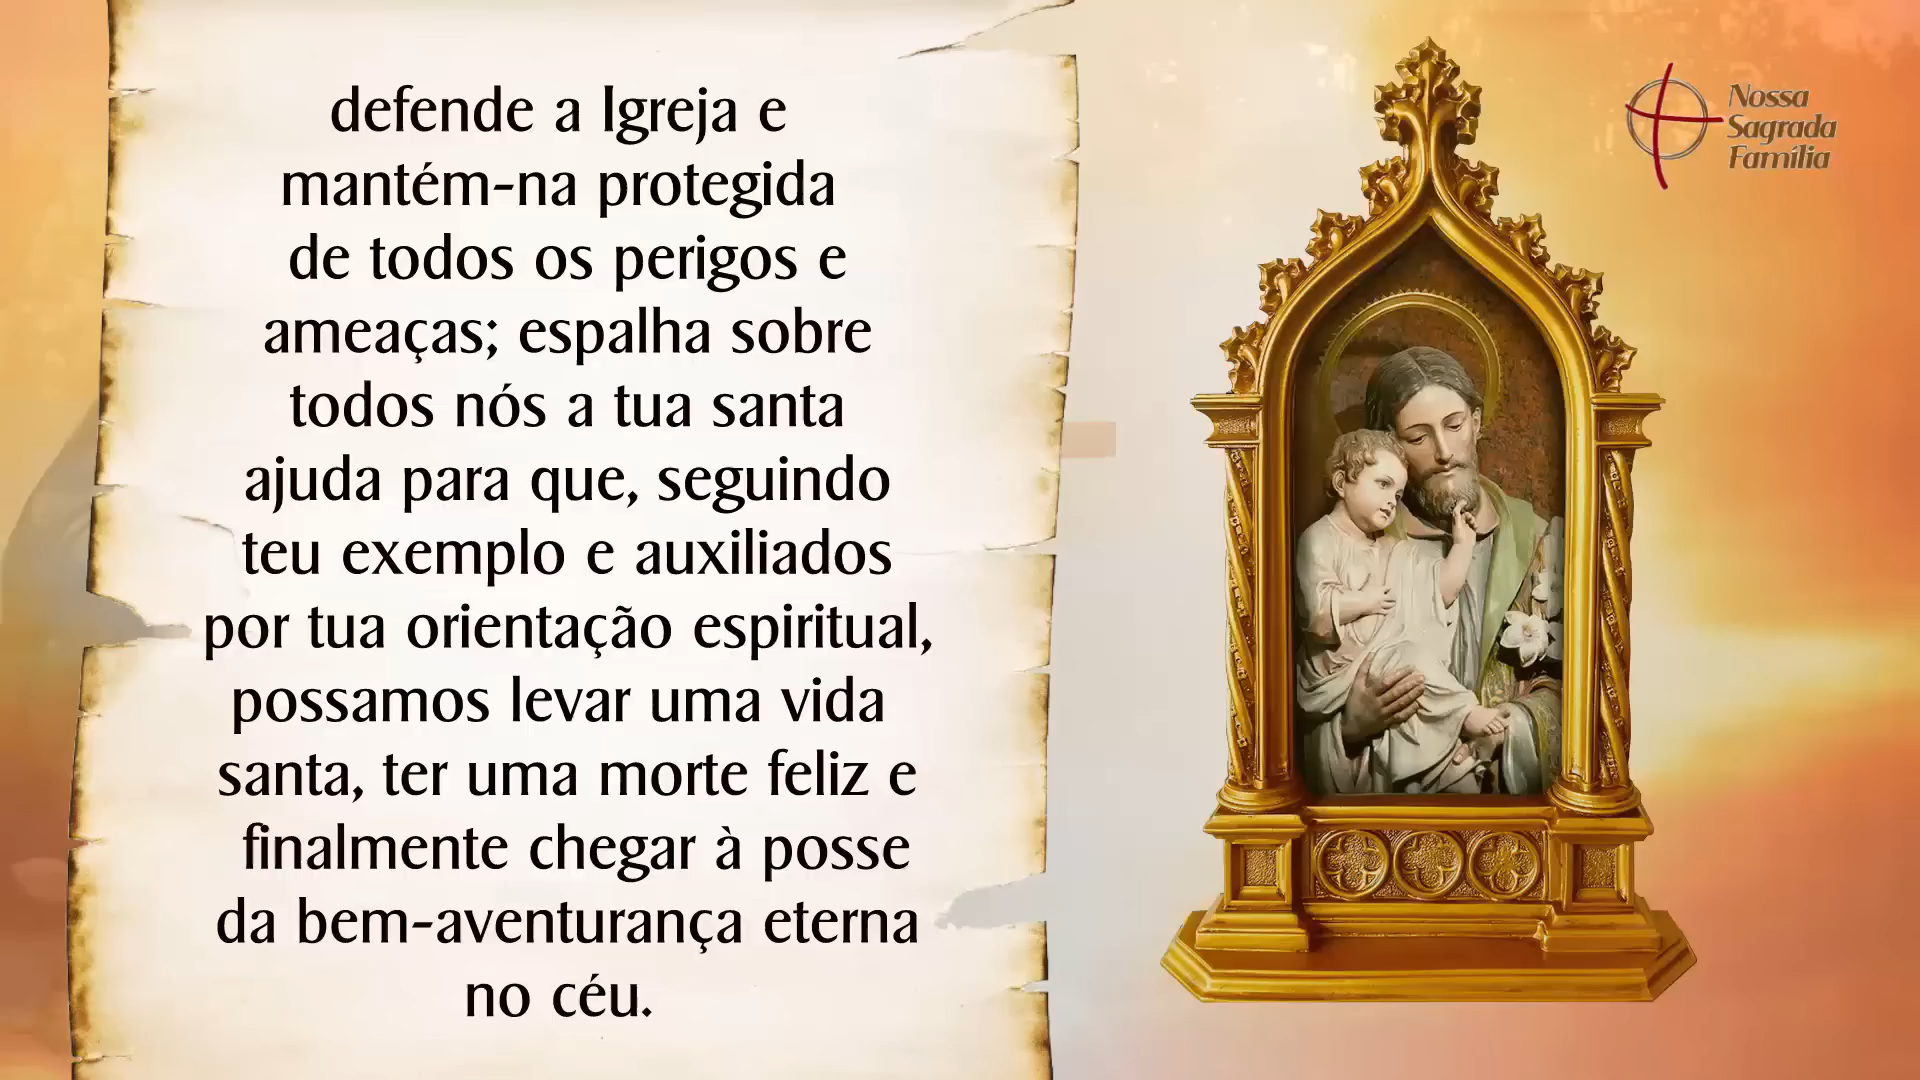 defende a Igreja e
mantém-na protegida
de todos os perigos e
ameaças; espalha sobre
todos nós a tua santa
ajuda para que, seguindo
teu exemplo e auxiliados
por tua orientação espiritual,
possamos levar uma vida
santa, ter uma morte feliz e
finalmente chegar à posse
da bem-aventurança eterna
no céu.
Nossa
Sagrada
Família